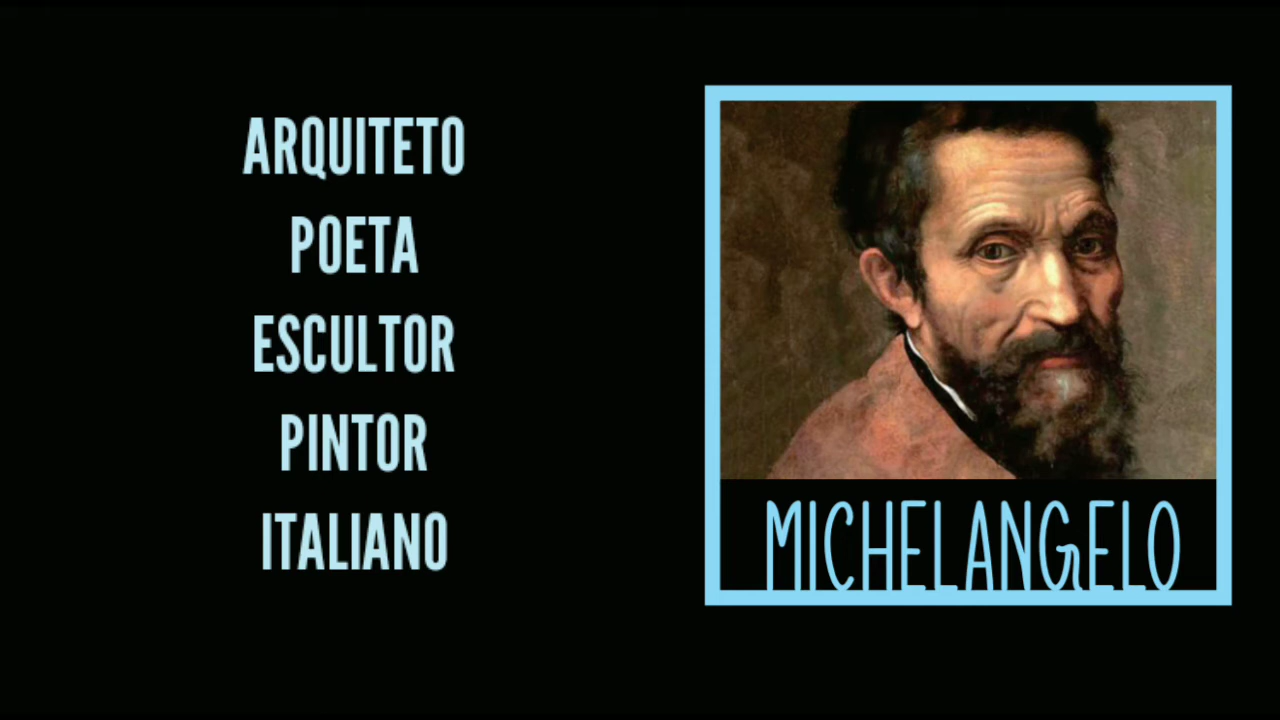 ARQUITETO
POETA
ESCULTOR
PINTOR
ITALIANO
MICHELANGELO